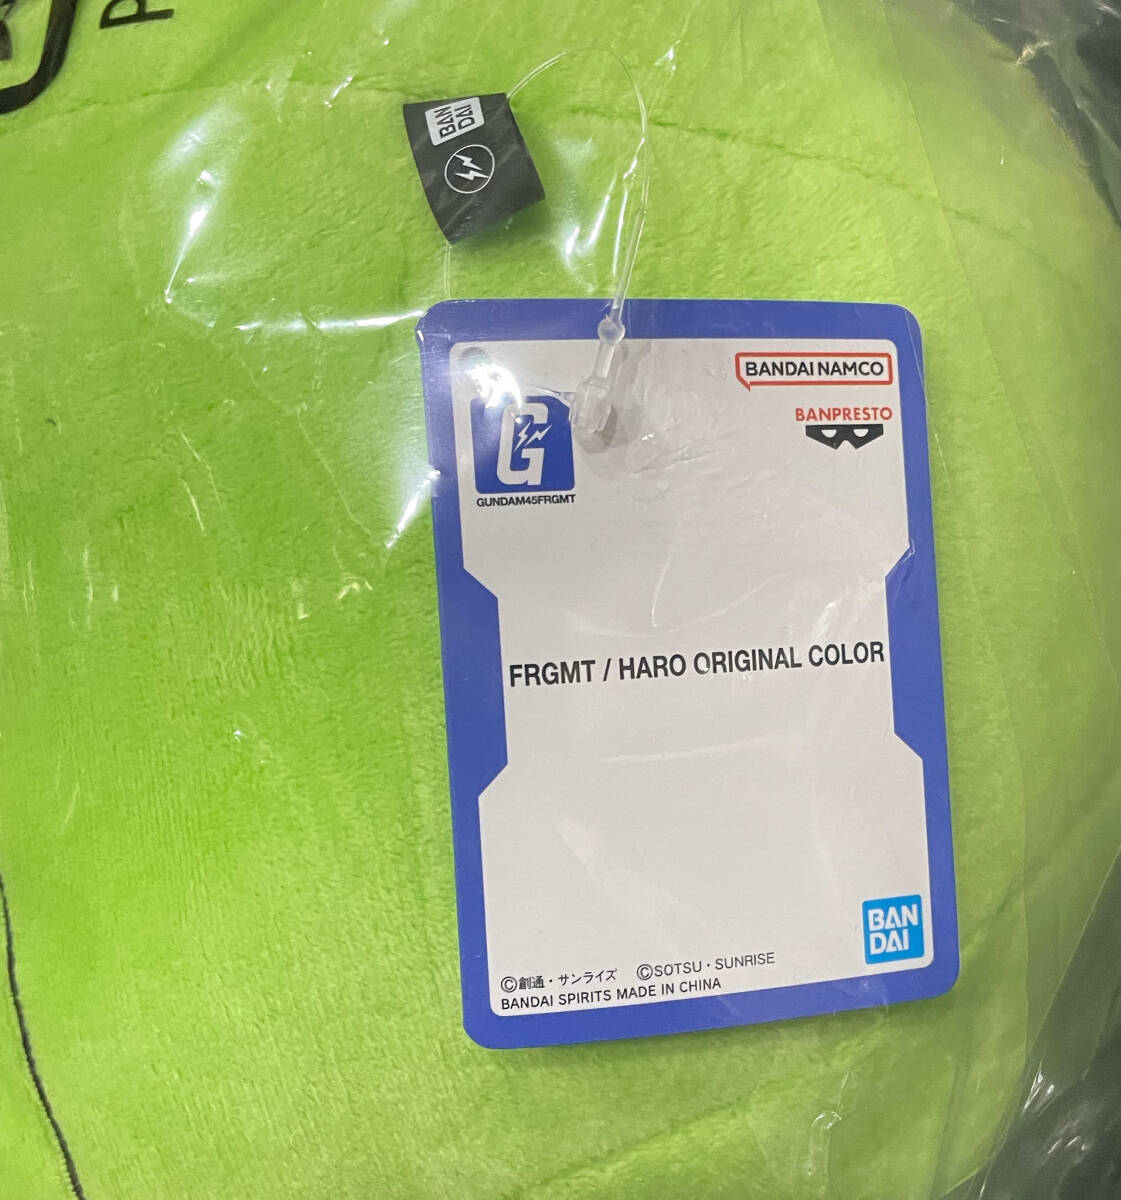 P
BAN
DAI
BANDAI NAMCO
BANPRESTO
G
GUNDAM45FRGMT
FRGMT / HARO ORIGINAL COLOR
BAN
DAI
©創通・サンライズ ©SOTSU・SUNRISE
BANDAI SPIRITS MADE IN CHINA